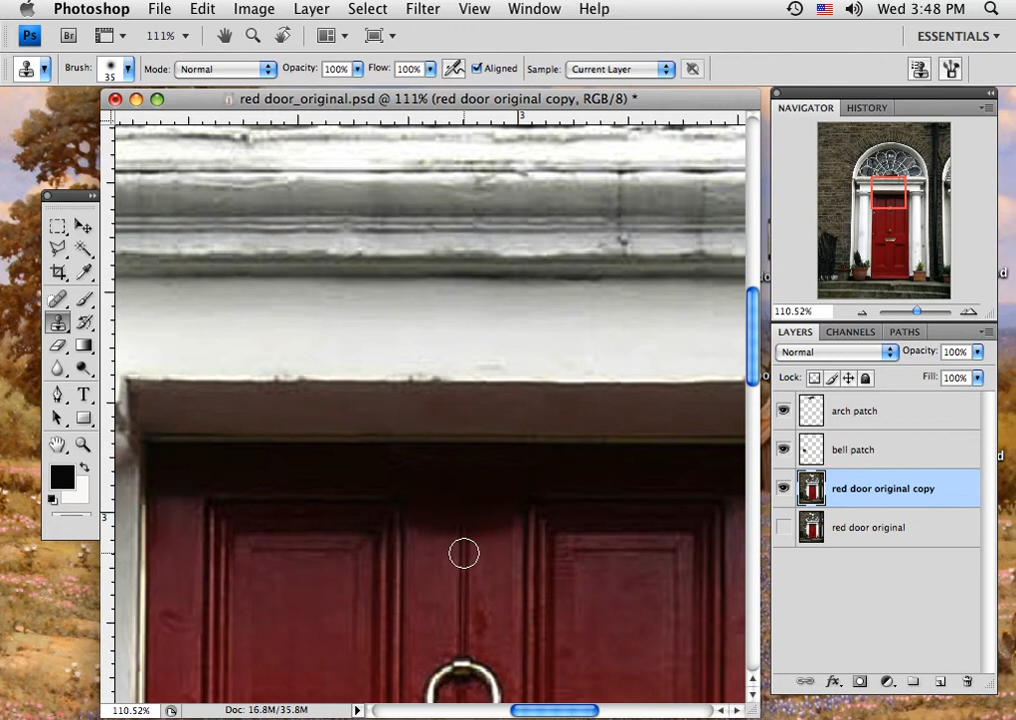 Photoshop File Edit Image Layer Select Filter View Window Help Wed 3:48 PM
Ps Br 111% ESSENTIALS
Brush: 35 Mode: Normal Opacity: 100% Flow: 100% Aligned Sample: Current Layer
red door_original.psd @ 111% (red door original copy, RGB/8) *
NAVIGATOR HISTORY
3
110.52%
LAYERS CHANNELS PATHS
Normal Opacity: 100%
Lock: Fill: 100%
arch patch
bell patch
red door original copy
red door original
T
3
110.52% Doc: 16.8M/35.8M